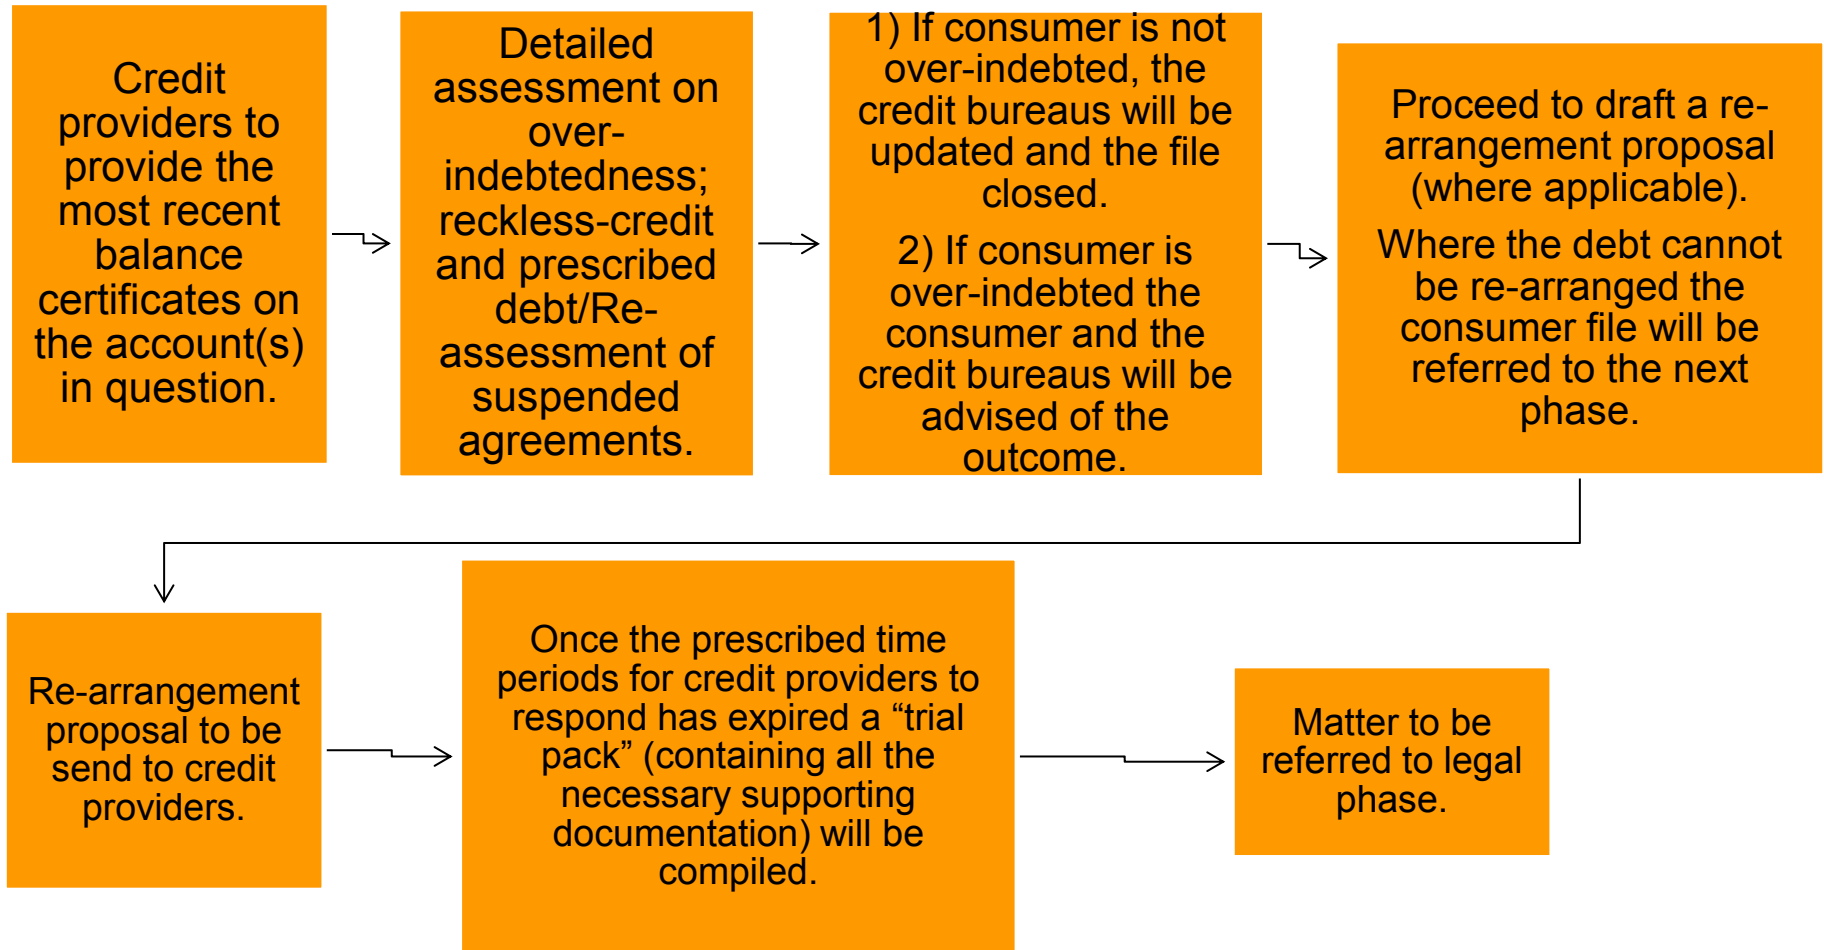 Credit
providers to
provide the
most recent
balance
certificates on
the account(s)
in question.
Detailed
assessment on
over-
indebtedness;
reckless-credit
and prescribed
debt/Re-
assessment of
suspended
agreements.
1) If consumer is not
over-indebted, the
credit bureaus will be
updated and the file
closed.
2) If consumer is
over-indebted the
consumer and the
credit bureaus will be
advised of the
outcome.
Proceed to draft a re-
arrangement proposal
(where applicable).
Where the debt cannot
be re-arranged the
consumer file will be
referred to the next
phase.
Re-arrangement
proposal to be
send to credit
providers.
Once the prescribed time
periods for credit providers to
respond has expired a “trial
pack” (containing all the
necessary supporting
documentation) will be
compiled.
Matter to be
referred to legal
phase.